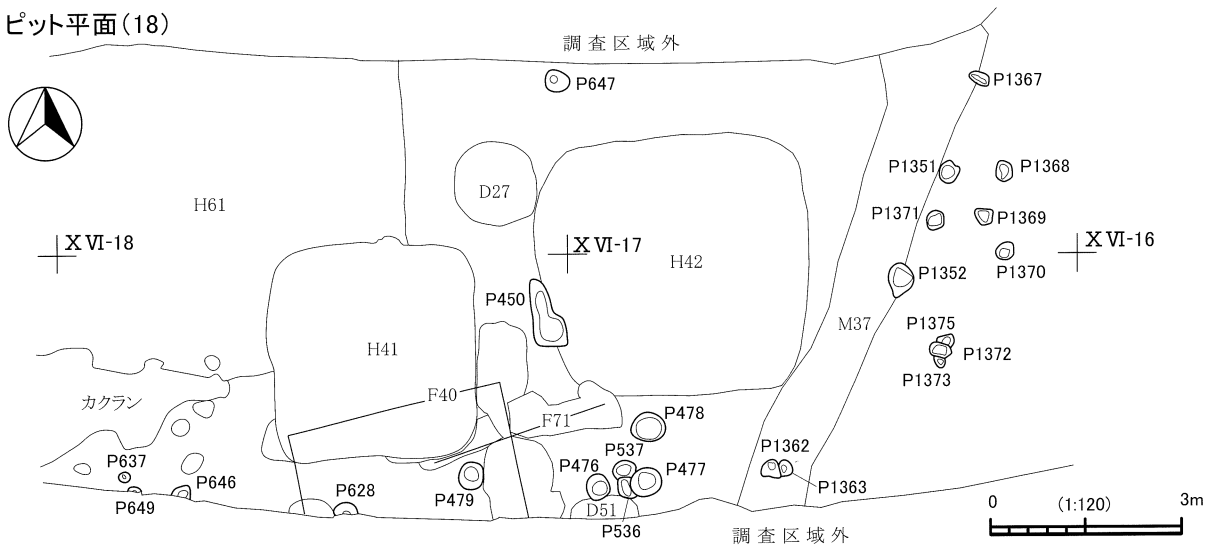 ピット平面(18)
調査区域外
P647
P1367
D27
P1351
P1368
H61
P1371
P1369
XⅥ-18
XⅥ-17
XⅥ-16
H42
P1370
P1352
P450
M37
P1375
H41
P1372
P1373
カクラン
F40
F71
P478
P637
P537
P1362
P646
P476
P477
P649
P628
P479
P1363
D51
P536
調査区域外
0 (1:120) 3m